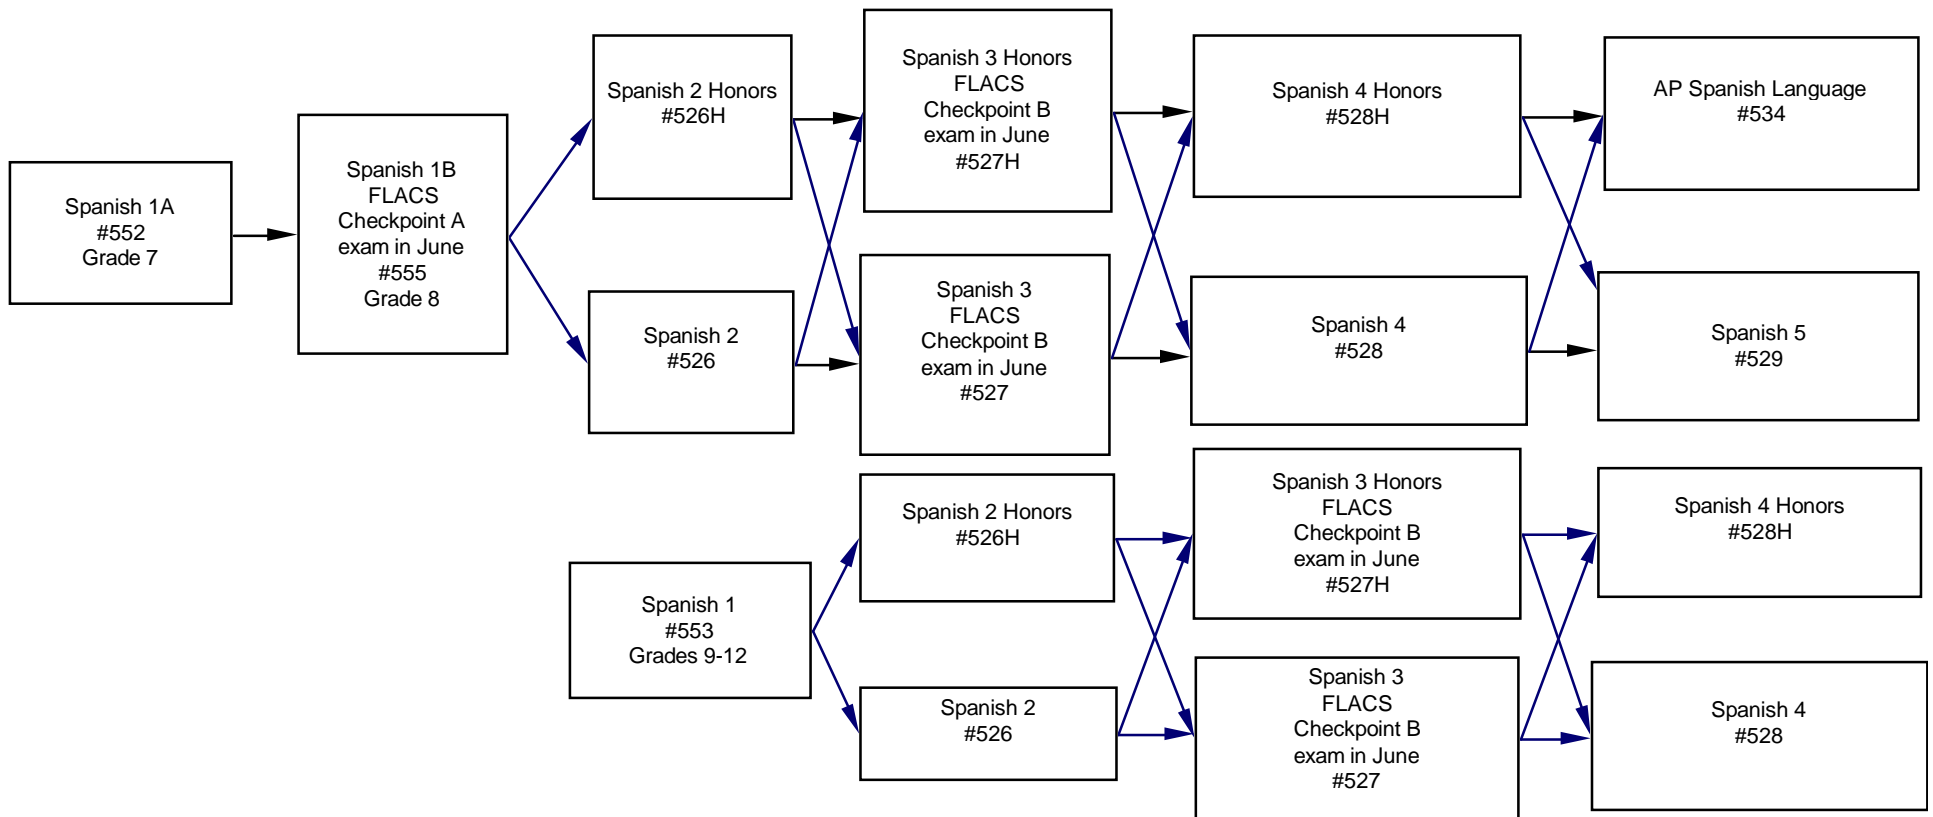 Spanish 1A
#552
Grade 7
Spanish 1B
FLACS
Checkpoint A
exam in June
#555
Grade 8
Spanish 2 Honors
#526H
Spanish 2
#526
Spanish 3 Honors
FLACS
Checkpoint B
exam in June
#527H
Spanish 3
FLACS
Checkpoint B
exam in June
#527
Spanish 4 Honors
#528H
Spanish 4
#528
AP Spanish Language
#534
Spanish 5
#529
Spanish 1
#553
Grades 9-12
Spanish 2 Honors
#526H
Spanish 2
#526
Spanish 3 Honors
FLACS
Checkpoint B
exam in June
#527H
Spanish 3
FLACS
Checkpoint B
exam in June
#527
Spanish 4 Honors
#528H
Spanish 4
#528